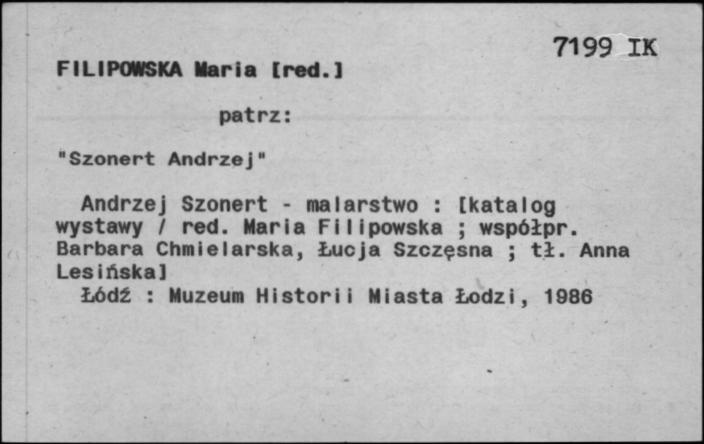 7199 IK
FILIPOWSKA Maria [red.]
patrz:
"Szonert Andrzej"
Andrzej Szonert - malarstwo : [katalog
wystawy / red. Maria Filipowska ; współpr.
Barbara Chmielarska, Łucja Szczęsna ; tł. Anna
Lesińska]
Łódź : Muzeum Historii Miasta Łodzi, 1986